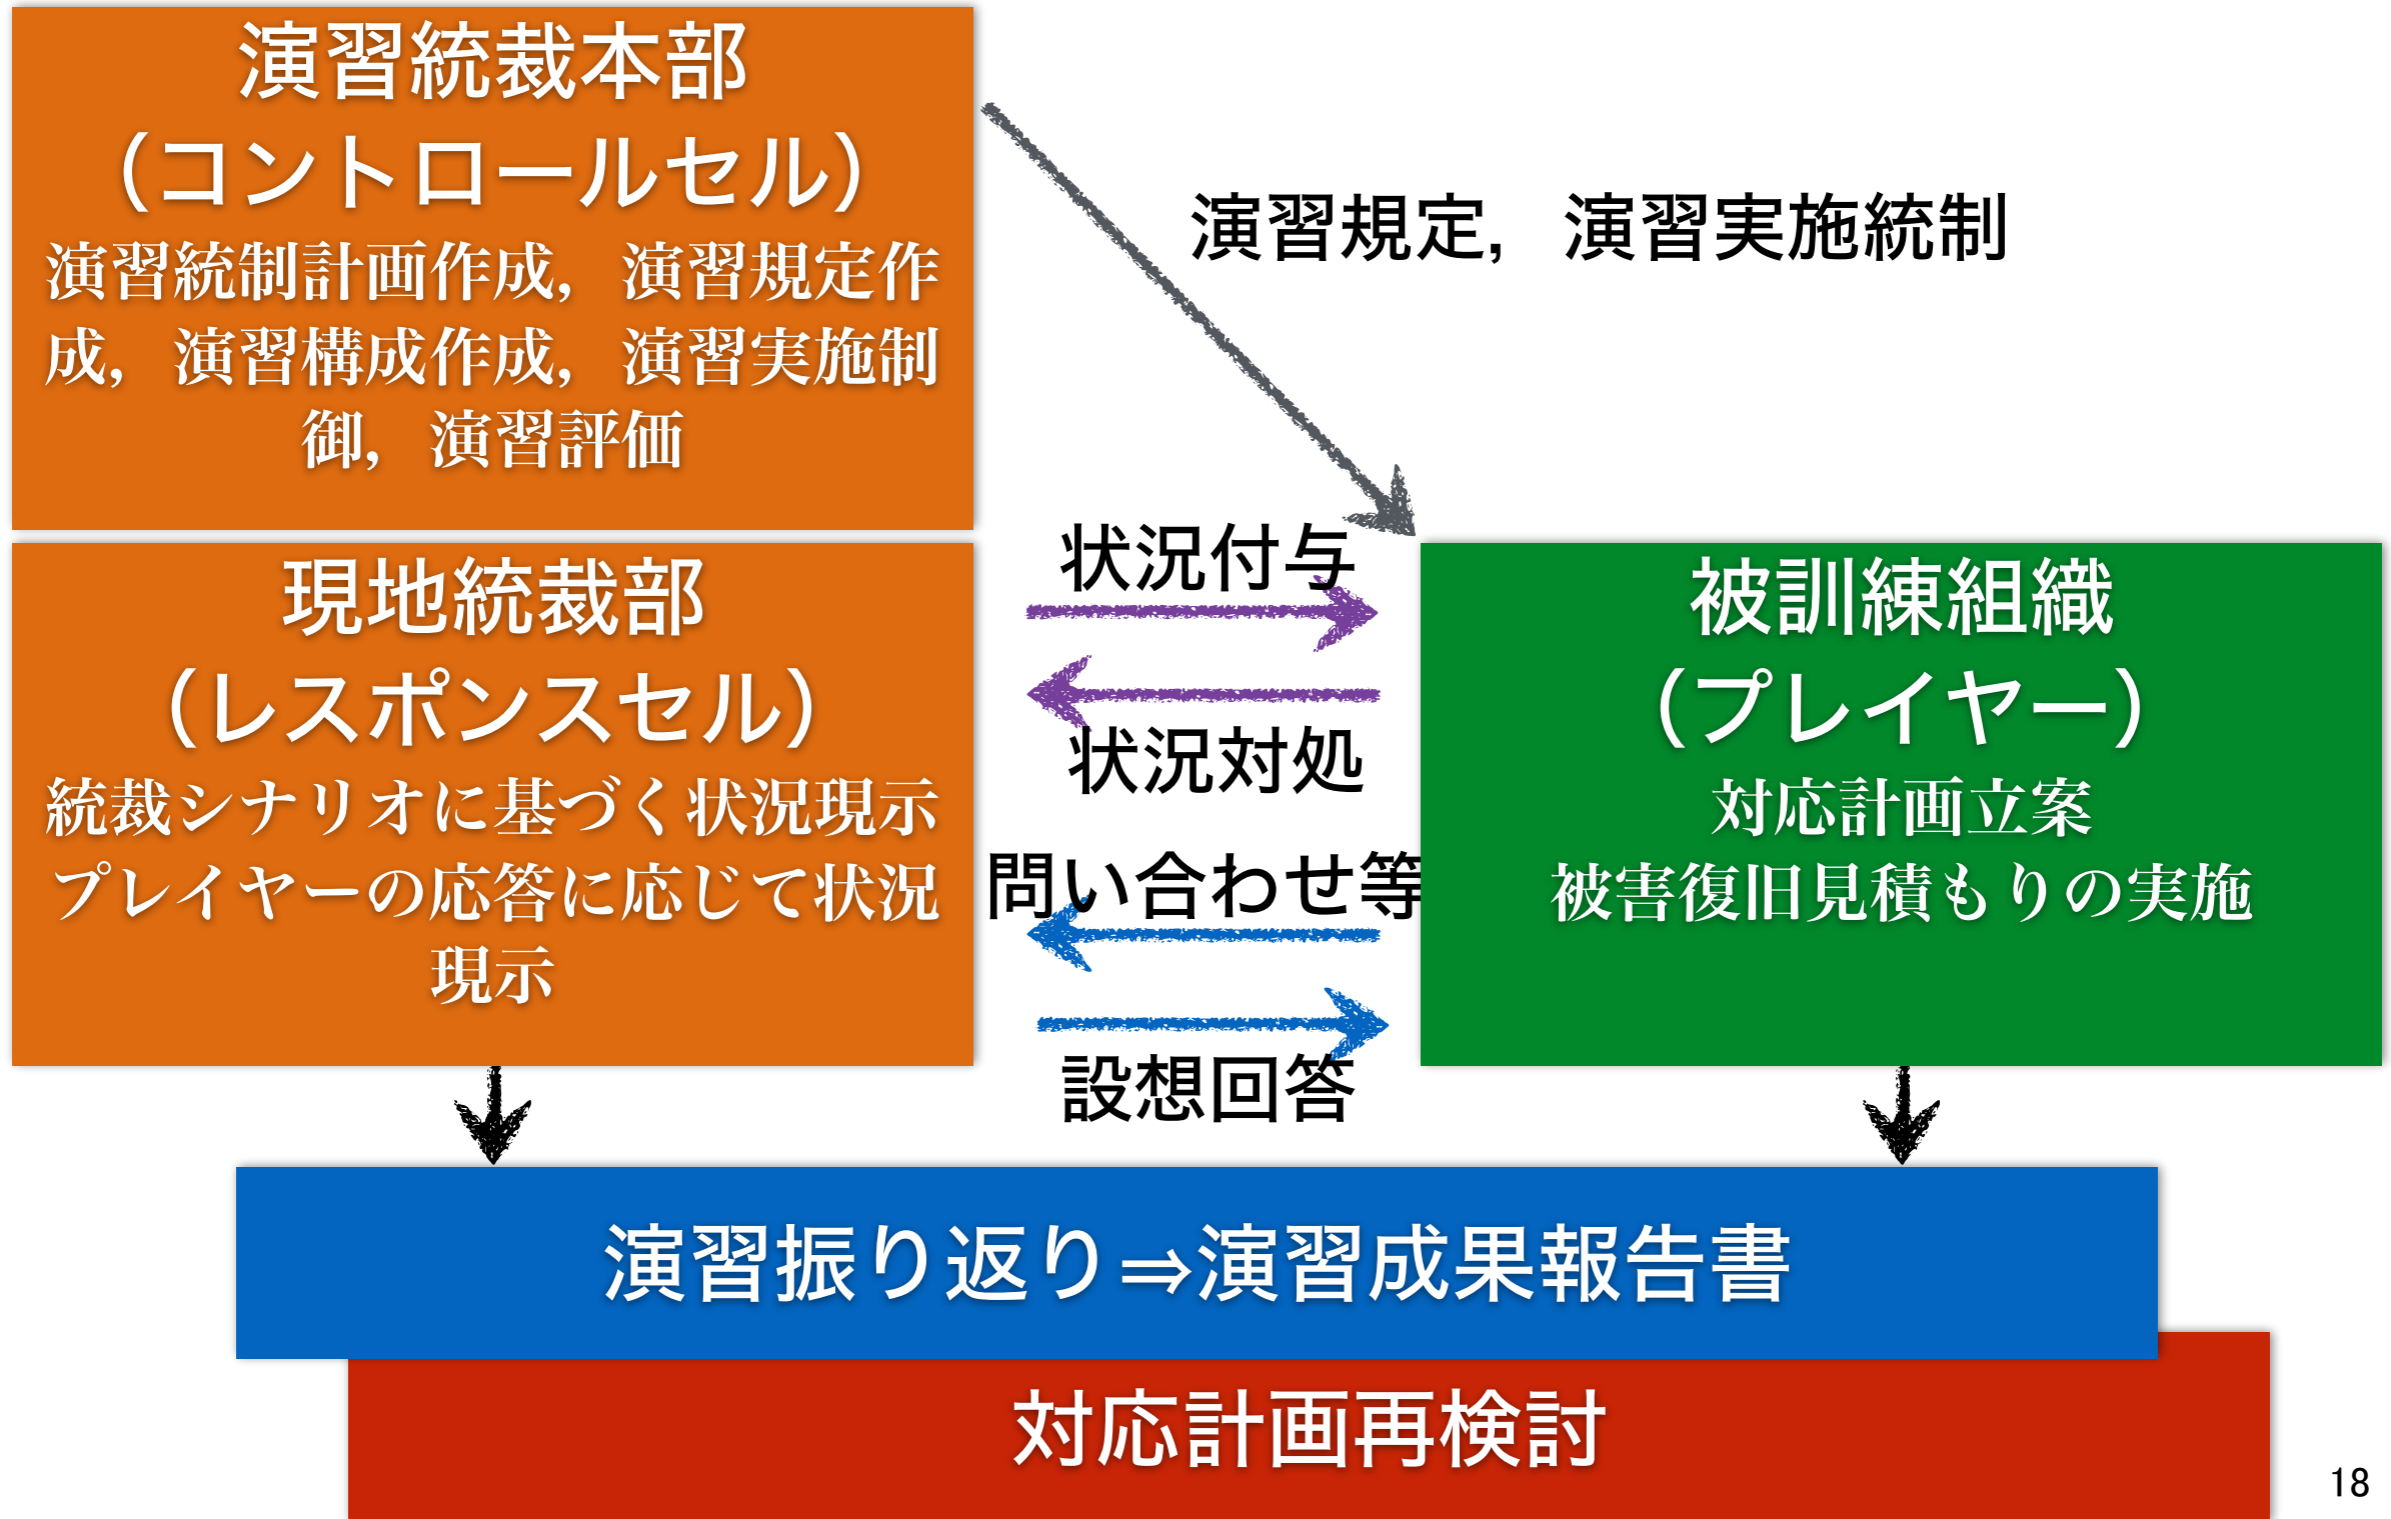 演習統裁本部
（コントロールセル）
演習統制計画作成，演習規定作
成，演習構成作成，演習実施制
御，演習評価
演習規定，演習実施統制
現地統裁部
（レスポンスセル）
統裁シナリオに基づく状況現示
プレイヤーの応答に応じて状況
現示
状況付与
状況対処
問い合わせ等
設想回答
被訓練組織
（プレイヤー）
対応計画立案
被害復旧見積もりの実施
演習振り返り⇒演習成果報告書
対応計画再検討
18